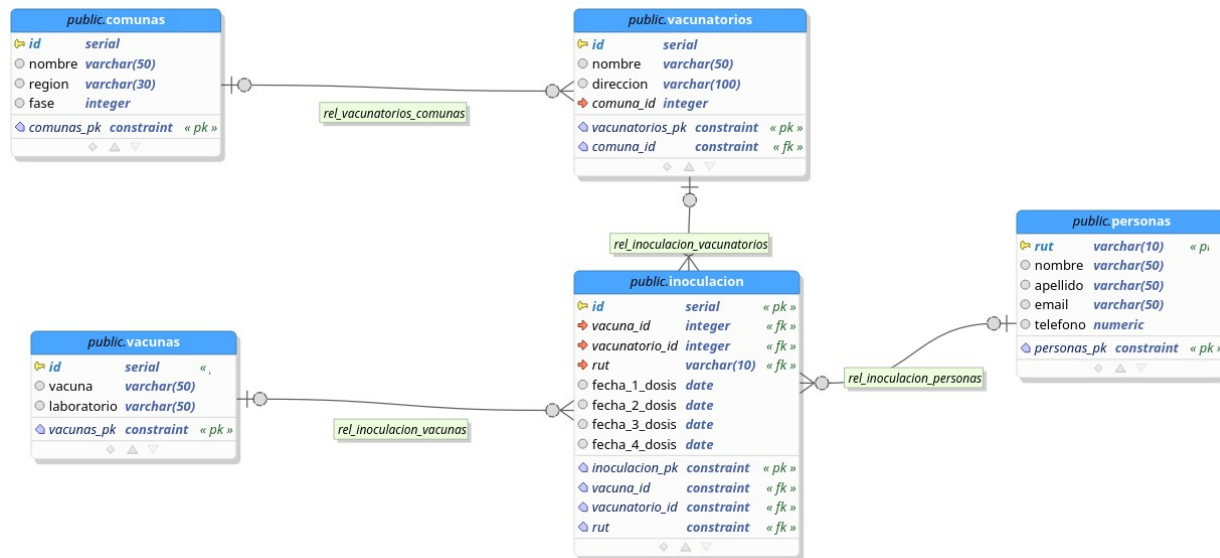 public.comunas
id serial
nombre varchar(50)
region varchar(30)
fase integer
comunas_pk constraint « pk »
rel_vacunatorios_comunas
public.vacunatorios
id serial
nombre varchar(50)
direccion varchar(100)
comuna_id integer
vacunatorios_pk constraint « pk »
comuna_id constraint « fk »
rel_inoculacion_vacunatorios
public.personas
rut varchar(10) « p
nombre varchar(50)
apellido varchar(50)
email varchar(50)
telefono numeric
personas_pk constraint « pk »
rel_inoculacion_personas
public.inoculacion
id serial « pk »
vacuna_id integer « fk »
vacunatorio_id integer « fk »
rut varchar(10) « fk »
fecha_1_dosis date
fecha_2_dosis date
fecha_3_dosis date
fecha_4_dosis date
inoculacion_pk constraint « pk »
vacuna_id constraint « fk »
vacunatorio_id constraint « fk »
rut constraint « fk »
public.vacunas
id serial «
vacuna varchar(50)
laboratorio varchar(50)
vacunas_pk constraint « pk »
rel_inoculacion_vacunas